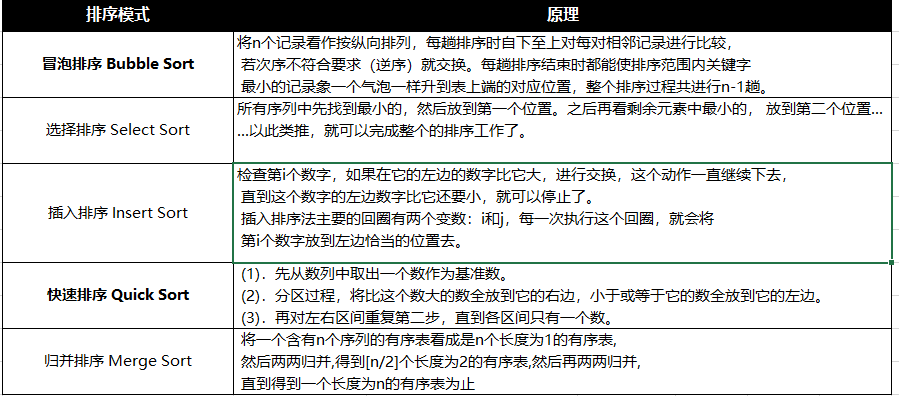 排序模式
原理
冒泡排序 Bubble Sort
将n个记录看作按纵向排列，每趟排序时自下至上对每对相邻记录进行比较，
若次序不符合要求（逆序）就交换。每趟排序结束时都能使排序范围内关键字
最小的记录象一个气泡一样升到表上端的对应位置，整个排序过程共进行n-1趟。
选择排序 Select Sort
所有序列中先找到最小的，然后放到第一个位置。之后再看剩余元素中最小的， 放到第二个位置…
…以此类推，就可以完成整个的排序工作了。
插入排序 Insert Sort
检查第i个数字，如果在它的左边的数字比它大，进行交换，这个动作一直继续下去，
直到这个数字的左边数字比它还要小，就可以停止了。
插入排序法主要的回圈有两个变数：i和j，每一次执行这个回圈，就会将
第i个数字放到左边恰当的位置去。
快速排序 Quick Sort
(1)．先从数列中取出一个数作为基准数。
(2)．分区过程，将比这个数大的数全放到它的右边，小于或等于它的数全放到它的左边。
(3)．再对左右区间重复第二步，直到各区间只有一个数。
归并排序 Merge Sort
将一个含有n个序列的有序表看成是n个长度为1的有序表,
然后两两归并,得到[n/2]个长度为2的有序表,然后再两两归并,
直到得到一个长度为n的有序表为止